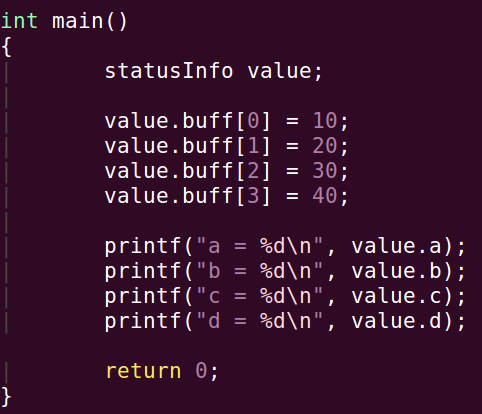 int main()
{
statusInfo value;
value.buff[0] = 10;
value.buff[1] = 20;
value.buff[2] = 30;
value.buff[3] = 40;
printf("a = %d\n", value.a);
printf("b = %d\n", value.b);
printf("c = %d\n", value.c);
printf("d = %d\n", value.d);
return 0;
}